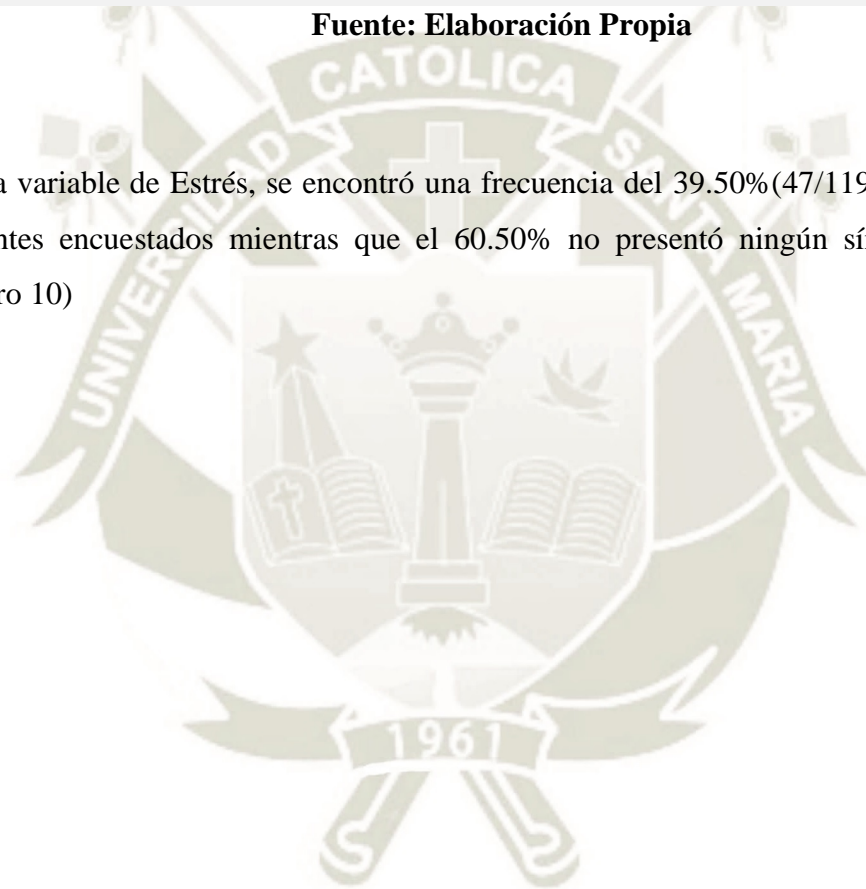 Fuente: Elaboración Propia
CATOLICA
UNIVERSIDAD
SANTA MARIA
a variable de Estrés, se encontró una frecuencia del 39.50%(47/119
ntes encuestados mientras que el 60.50% no presentó ningún sí
ro 10)
1961
S